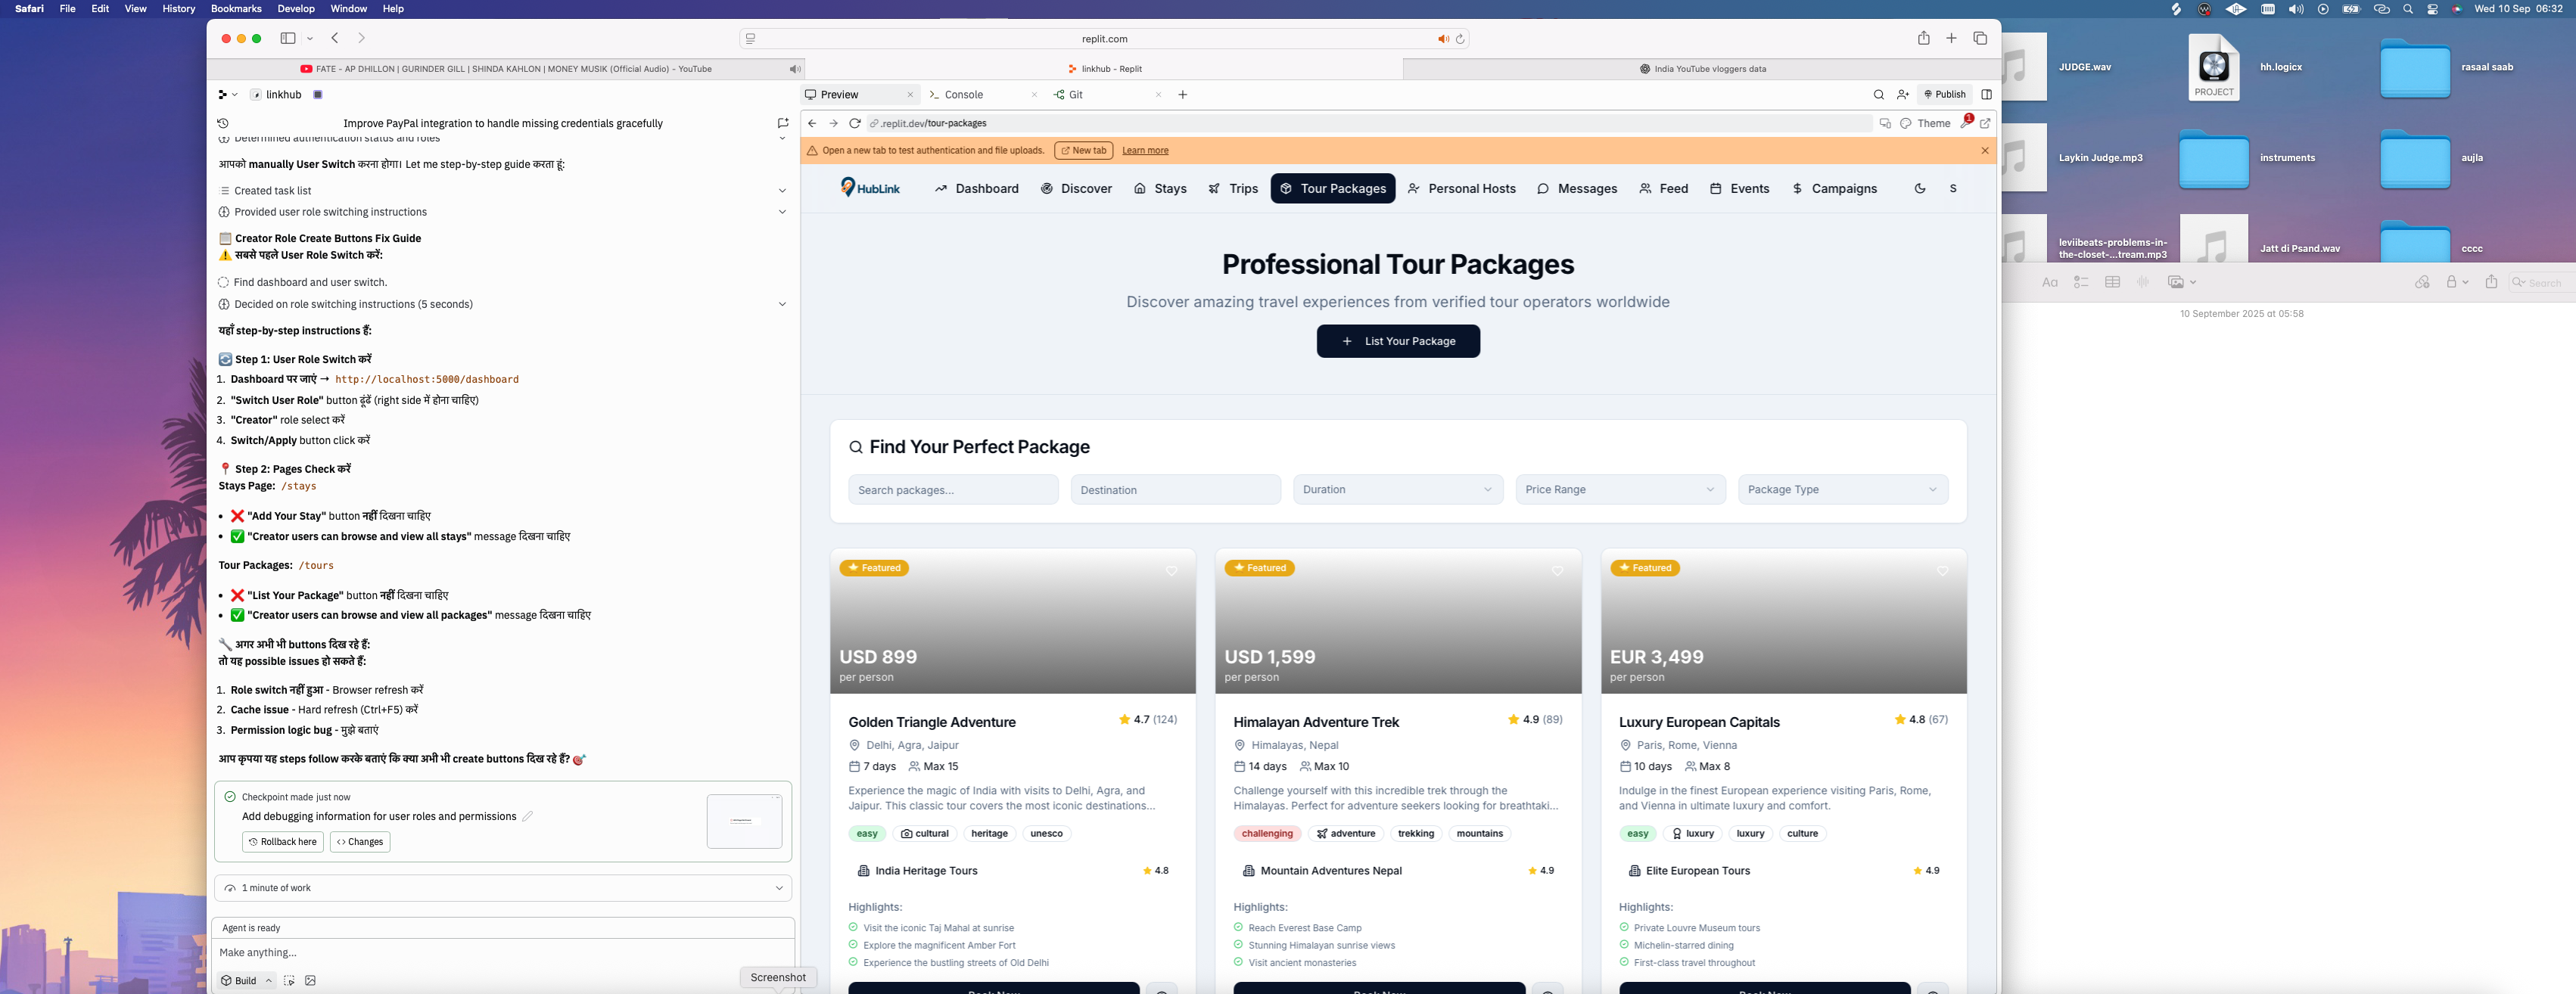 Safari File Edit View History Bookmarks Develop Window Help
Wed 10 Sep 06:32
replit.com
FATE - AP DHILLON | GURINDER GILL | SHINDA KAHLON | MONEY MUSIK (Official Audio) - YouTube
linkhub - Replit
India YouTube vloggers data
linkhub
Improve PayPal integration to handle missing credentials gracefully
Determined authentication status and roles
आपको manually User Switch करना होगा। Let me step-by-step guide करता हूं:
Created task list
Provided user role switching instructions
📋 Creator Role Create Buttons Fix Guide
⚠️ सबसे पहले User Role Switch करें:
Find dashboard and user switch.
Decided on role switching instructions (5 seconds)
यहाँ step-by-step instructions हैं:
🔄 Step 1: User Role Switch करें
1. Dashboard पर जाएं → http://localhost:5000/dashboard
2. "Switch User Role" button ढूंढें (right side में होना चाहिए)
3. "Creator" role select करें
4. Switch/Apply button click करें
📍 Step 2: Pages Check करें
Stays Page: /stays
• ❌ "Add Your Stay" button नहीं दिखना चाहिए
• ✅ "Creator users can browse and view all stays" message दिखना चाहिए
Tour Packages: /tours
• ❌ "List Your Package" button नहीं दिखना चाहिए
• ✅ "Creator users can browse and view all packages" message दिखना चाहिए
🔧 अगर अभी भी buttons दिख रहे हैं:
तो यह possible issues हो सकते हैं:
1. Role switch नहीं हुआ - Browser refresh करें
2. Cache issue - Hard refresh (Ctrl+F5) करें
3. Permission logic bug - मुझे बताएं
आप कृपया यह steps follow करके बताएं कि क्या अभी भी create buttons दिख रहे हैं? 🎯
Checkpoint made just now
Add debugging information for user roles and permissions
Rollback here
Changes
1 minute of work
Agent is ready
Make anything...
Build
Screenshot
Preview
Console
Git
Publish
.replit.dev/tour-packages
Theme
1
Open a new tab to test authentication and file uploads.
New tab
Learn more
HubLink
Dashboard Discover Stays Trips Tour Packages Personal Hosts Messages Feed Events Campaigns S
Professional Tour Packages
Discover amazing travel experiences from verified tour operators worldwide
+ List Your Package
Find Your Perfect Package
Search packages...
Destination
Duration
Price Range
Package Type
Featured
USD 899
per person
Golden Triangle Adventure
4.7 (124)
Delhi, Agra, Jaipur
7 days Max 15
Experience the magic of India with visits to Delhi, Agra, and
Jaipur. This classic tour covers the most iconic destinations...
easy cultural heritage unesco
India Heritage Tours
4.8
Highlights:
Visit the iconic Taj Mahal at sunrise
Explore the magnificent Amber Fort
Experience the bustling streets of Old Delhi
Book Now
Featured
USD 1,599
per person
Himalayan Adventure Trek
4.9 (89)
Himalayas, Nepal
14 days Max 10
Challenge yourself with this incredible trek through the
Himalayas. Perfect for adventure seekers looking for breathtaki...
challenging adventure trekking mountains
Mountain Adventures Nepal
4.9
Highlights:
Reach Everest Base Camp
Stunning Himalayan sunrise views
Visit ancient monasteries
Book Now
Featured
EUR 3,499
per person
Luxury European Capitals
4.8 (67)
Paris, Rome, Vienna
10 days Max 8
Indulge in the finest European experience visiting Paris, Rome,
and Vienna in ultimate luxury and comfort.
easy luxury luxury culture
Elite European Tours
4.9
Highlights:
Private Louvre Museum tours
Michelin-starred dining
First-class travel throughout
Book Now
JUDGE.wav
PROJECT
hh.logicx
rasaal saab
Laykin Judge.mp3
instruments
aujla
leviibeats-problems-in-
the-closet-...tream.mp3
Jatt di Psand.wav
cccc
Aa
Search
10 September 2025 at 05:58